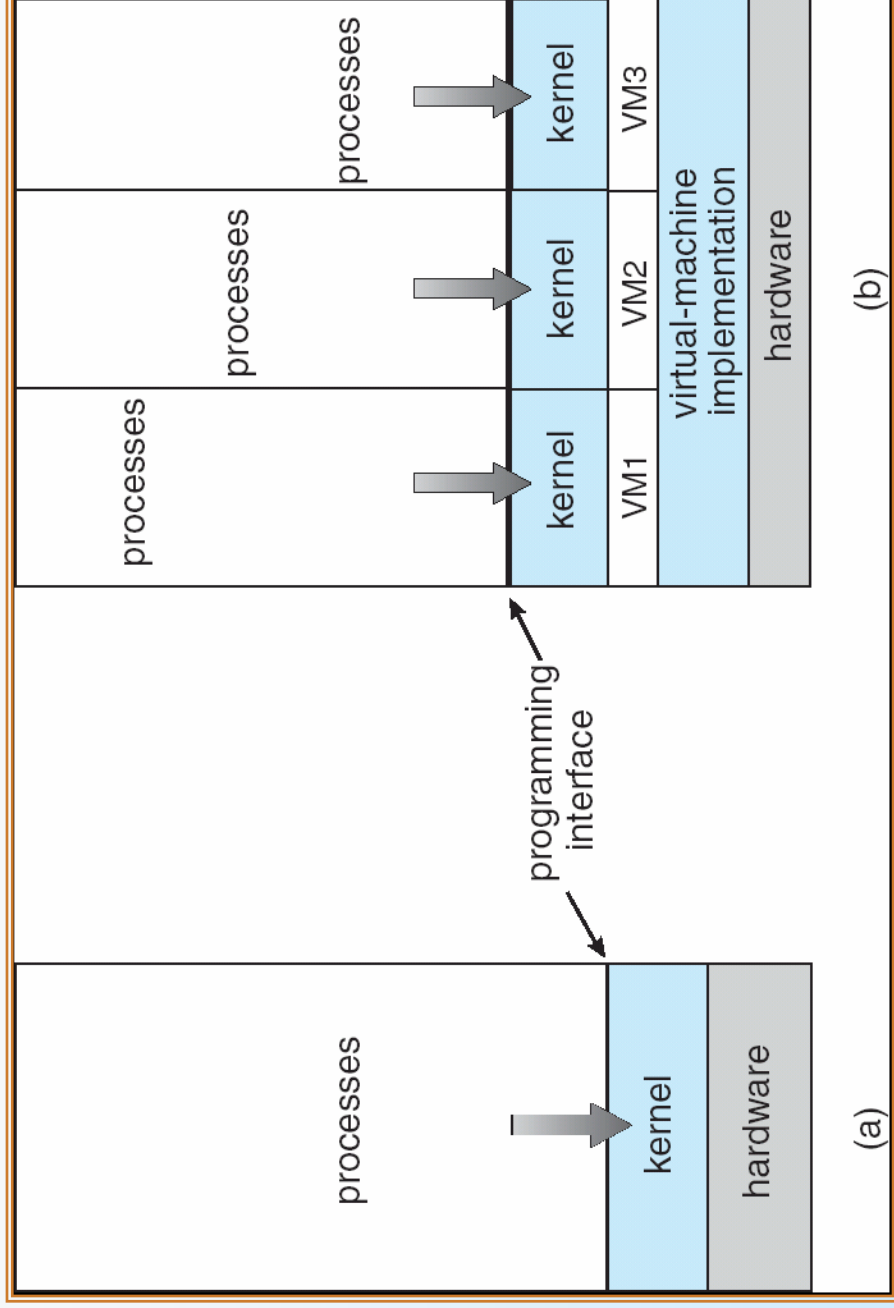 processes
processes
processes
processes
programming
interface
kernel
hardware
kernel
kernel
kernel
VM1
VM2
VM3
virtual-machine
implementation
hardware
(a)
(b)